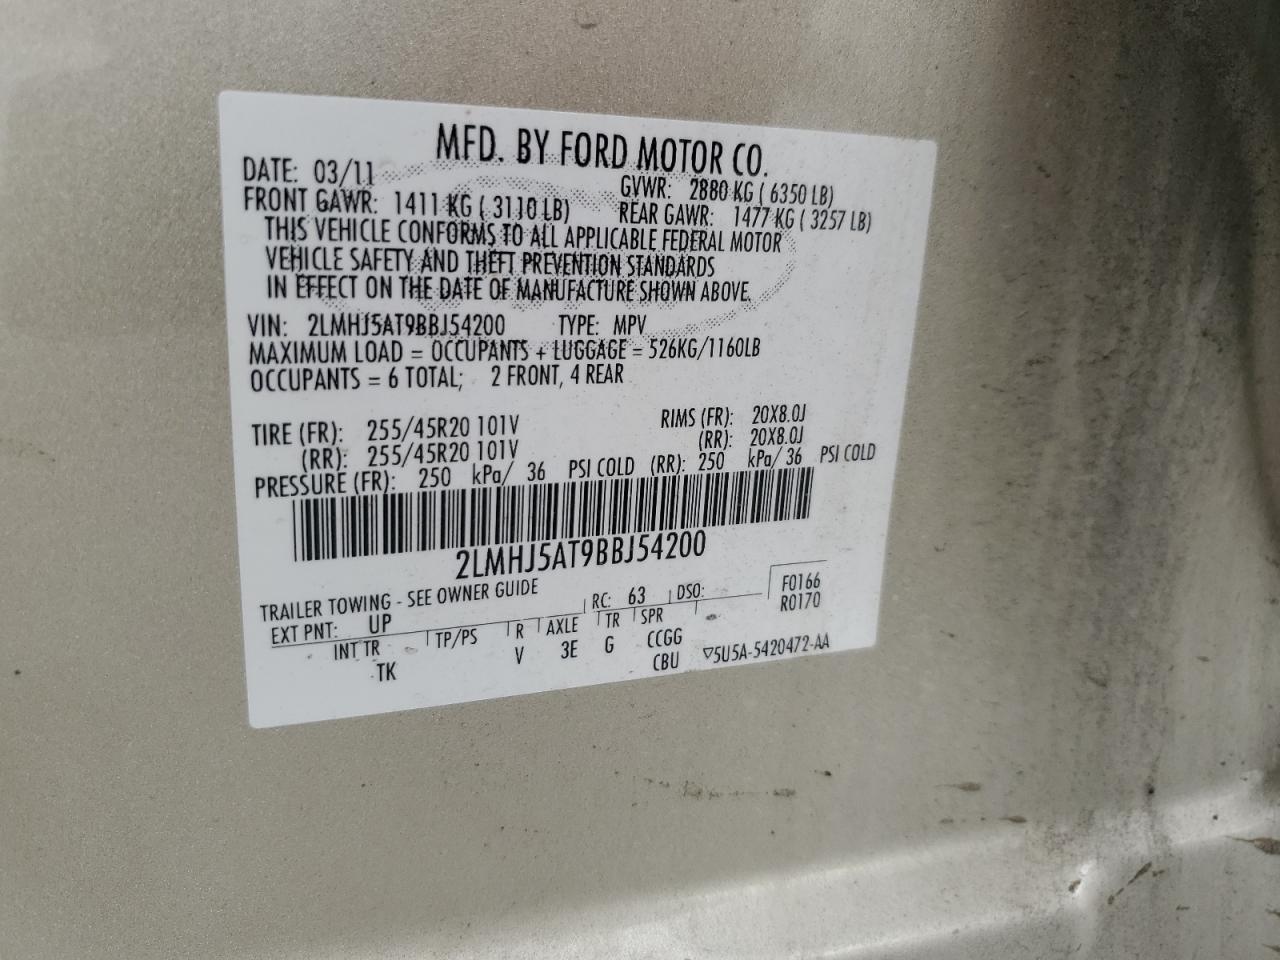 MFD. BY FORD MOTOR CO.
DATE: 03/11 GVWR: 2880 KG ( 6350 LB)
FRONT GAWR: 1411 KG ( 3110 LB) REAR GAWR: 1477 KG ( 3257 LB)
THIS VEHICLE CONFORMS TO ALL APPLICABLE FEDERAL MOTOR
VEHICLE SAFETY AND THEFT PREVENTION STANDARDS
IN EFFECT ON THE DATE OF MANUFACTURE SHOWN ABOVE.
VIN: 2LMHJ5AT9BBJ54200 TYPE: MPV
MAXIMUM LOAD = OCCUPANTS + LUGGAGE = 526KG/1160LB
OCCUPANTS = 6 TOTAL; 2 FRONT, 4 REAR
TIRE (FR): 255/45R20 101V RIMS (FR): 20X8.0J
(RR): 255/45R20 101V (RR): 20X8.0J
PRESSURE (FR): 250 kPa/ 36 PSI COLD (RR): 250 kPa/ 36 PSI COLD
2LMHJ5AT9BBJ54200
TRAILER TOWING - SEE OWNER GUIDE
EXT PNT: UP RC: 63 DSO: F0166
R0170
INT TR TP/PS R AXLE TR SPR
TK V 3E G CCGG
CBU ▽5U5A-5420472-AA